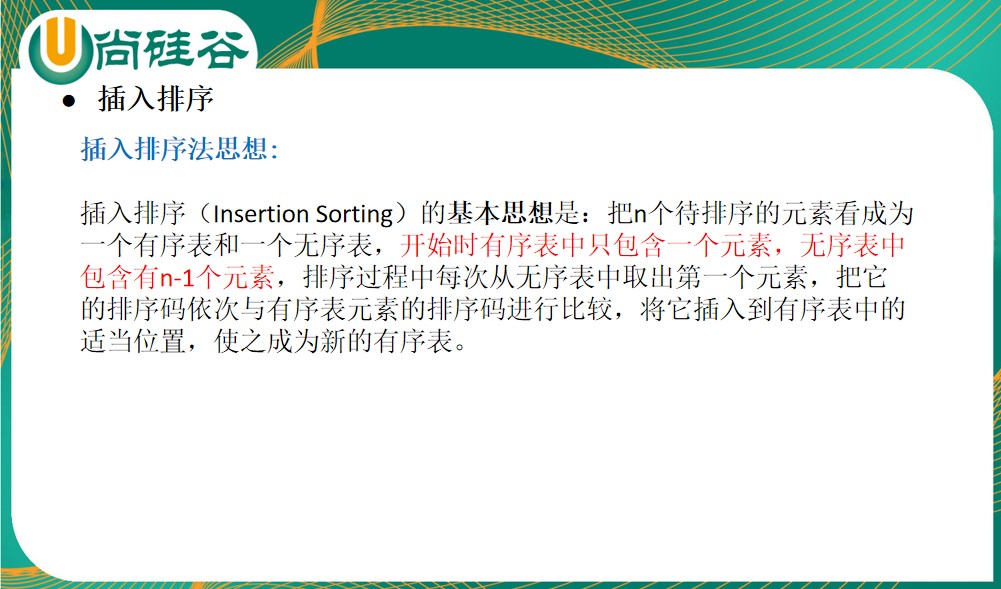 尚硅谷
● 插入排序
插入排序法思想:
插入排序（Insertion Sorting）的基本思想是：把n个待排序的元素看成为
一个有序表和一个无序表，开始时有序表中只包含一个元素，无序表中
包含有n-1个元素，排序过程中每次从无序表中取出第一个元素，把它
的排序码依次与有序表元素的排序码进行比较，将它插入到有序表中的
适当位置，使之成为新的有序表。